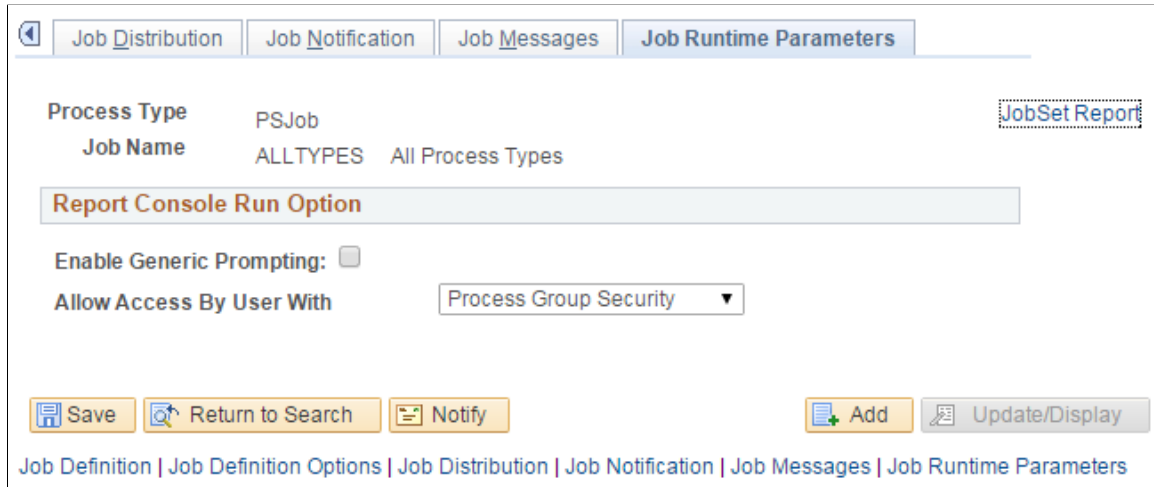 Job Distribution Job Notification Job Messages Job Runtime Parameters
Process Type PSJob JobSet Report
Job Name ALLTYPES All Process Types
Report Console Run Option
Enable Generic Prompting:
Allow Access By User With Process Group Security
Save Return to Search Notify Add Update/Display
Job Definition | Job Definition Options | Job Distribution | Job Notification | Job Messages | Job Runtime Parameters